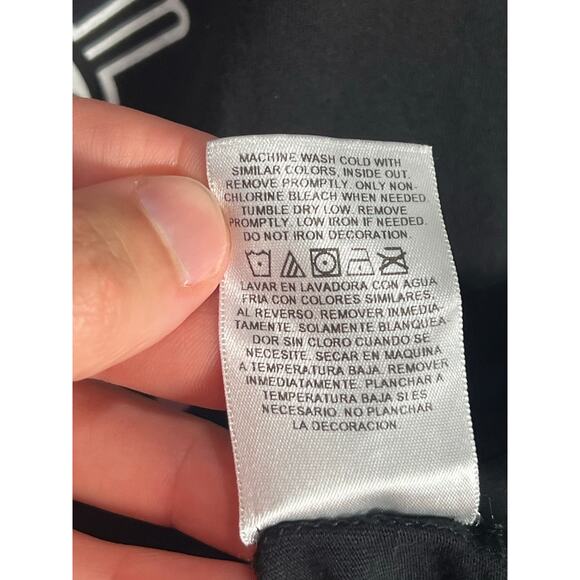 MACHINE WASH COLD WITH
SIMILAR COLORS, INSIDE OUT.
REMOVE PROMPTLY. ONLY NON-
CHLORINE BLEACH WHEN NEEDED.
TUMBLE DRY LOW. REMOVE
PROMPTLY. LOW IRON IF NEEDED.
DO NOT IRON DECORATION.
LAVAR EN LAVADORA CON AGUA
FRIA CON COLORES SIMILARES,
AL REVERSO. REMOVER INMEDIA-
TAMENTE. SOLAMENTE BLANQUEA-
DOR SIN CLORO CUANDO SE
NECESITE. SECAR EN MAQUINA
A TEMPERATURA BAJA. REMOVER
INMEDIATAMENTE. PLANCHAR A
TEMPERATURA BAJA SI ES
NECESARIO. NO PLANCHAR
LA DECORACION.